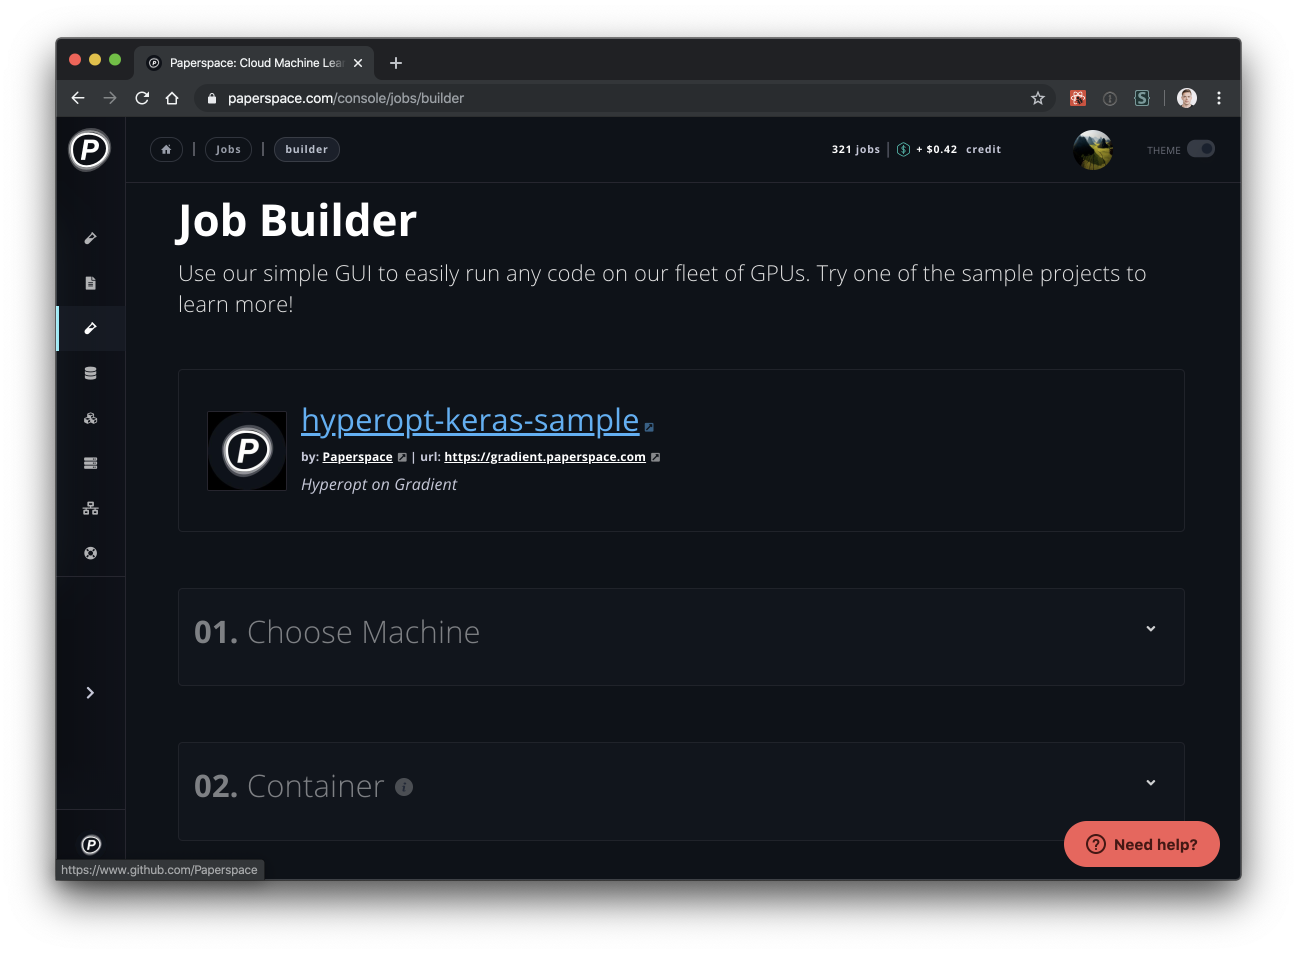 Paperspace: Cloud Machine Lea
paperspace.com/console/jobs/builder
P
Jobs
builder
321 jobs
+ $0.42 credit
THEME
Job Builder
Use our simple GUI to easily run any code on our fleet of GPUs. Try one of the sample projects to
learn more!
P
hyperopt-keras-sample
by: Paperspace | url: https://gradient.paperspace.com
Hyperopt on Gradient
01. Choose Machine
02. Container
Need help?
P
https://www.github.com/Paperspace